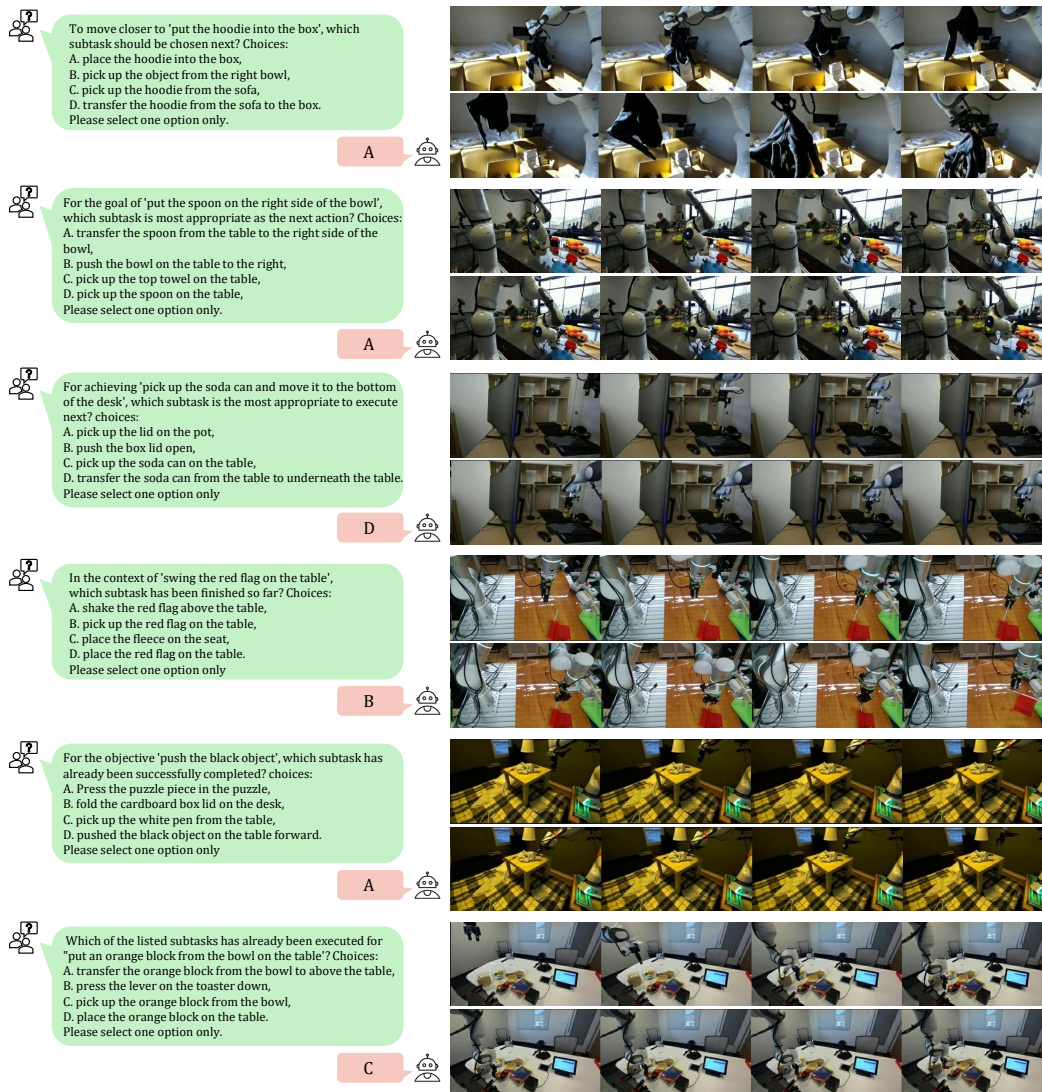 To move closer to 'put the hoodie into the box', which
subtask should be chosen next? Choices:
A. place the hoodie into the box,
B. pick up the object from the right bowl,
C. pick up the hoodie from the sofa,
D. transfer the hoodie from the sofa to the box.
Please select one option only.
A
For the goal of 'put the spoon on the right side of the bowl',
which subtask is most appropriate as the next action? Choices:
A. transfer the spoon from the table to the right side of the
bowl,
B. push the bowl on the table to the right,
C. pick up the top towel on the table,
D. pick up the spoon on the table,
Please select one option only.
A
For achieving 'pick up the soda can and move it to the bottom
of the desk', which subtask is the most appropriate to execute
next? choices:
A. pick up the lid on the pot,
B. push the box lid open,
C. pick up the soda can on the table,
D. transfer the soda can from the table to underneath the table.
Please select one option only
D
In the context of 'swing the red flag on the table',
which subtask has been finished so far? Choices:
A. shake the red flag above the table,
B. pick up the red flag on the table,
C. place the fleece on the seat,
D. place the red flag on the table.
Please select one option only
B
For the objective 'push the black object', which subtask has
already been successfully completed? choices:
A. Press the puzzle piece in the puzzle,
B. fold the cardboard box lid on the desk,
C. pick up the white pen from the table,
D. pushed the black object on the table forward.
Please select one option only
A
Which of the listed subtasks has already been executed for
"put an orange block from the bowl on the table'? Choices:
A. transfer the orange block from the bowl to above the table,
B. press the lever on the toaster down,
C. pick up the orange block from the bowl,
D. place the orange block on the table.
Please select one option only.
C